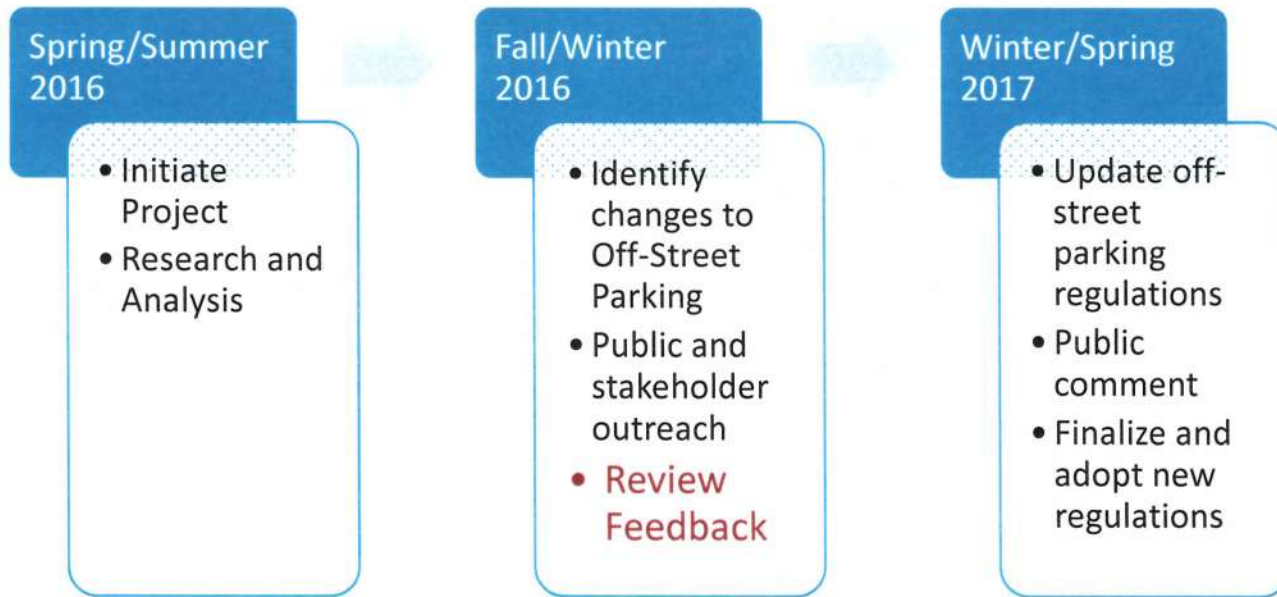 Spring/Summer
2016
• Initiate
Project
• Research and
Analysis
Fall/Winter
2016
• Identify
changes to
Off-Street
Parking
• Public and
stakeholder
outreach
• Review
Feedback
Winter/Spring
2017
• Update off-
street
parking
regulations
• Public
comment
• Finalize and
adopt new
regulations